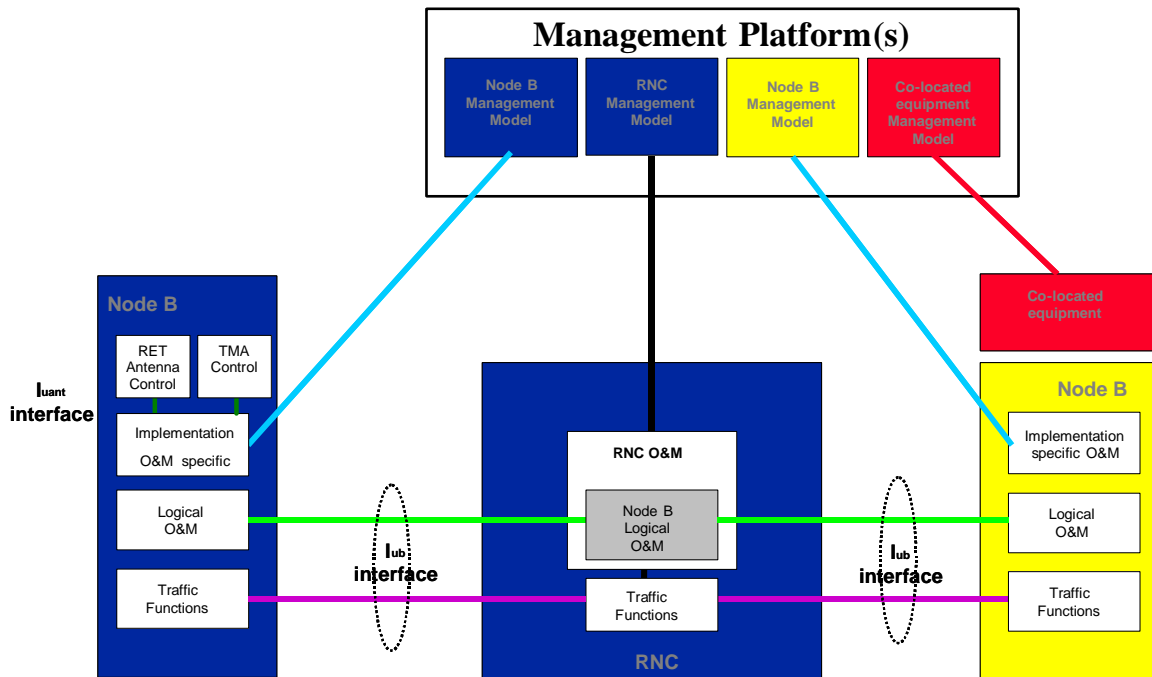 Management Platform(s)
Node B
Management
Model
RNC
Management
Model
Node B
Management
Model
Co-located
equipment
Management
Model
Node B
RET
Antenna
Control
TMA
Control
Iuant
interface
Implementation
O&M specific
Logical
O&M
Traffic
Functions
Iub
interface
RNC O&M
Node B
Logical
O&M
Traffic
Functions
RNC
Iub
interface
Co-located
equipment
Node B
Implementation
specific O&M
Logical
O&M
Traffic
Functions